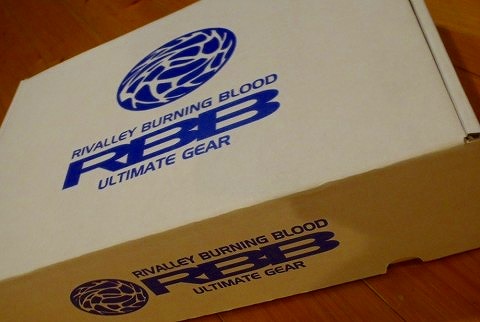 RIVALLEY BURNING BLOOD
RBB
ULTIMATE GEAR
RIVALLEY BURNING BLOOD
RBB
ULTIMATE GEAR